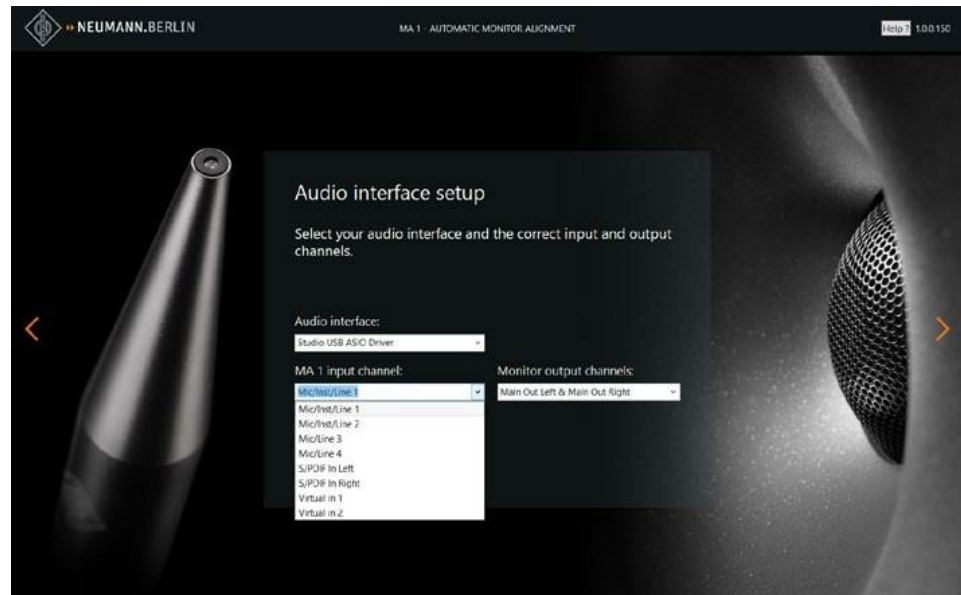 NEUMANN.BERLIN
MA 1 - AUTOMATIC MONITOR ALIGNMENT
Help ? 1.0.0.150
Audio interface setup
Select your audio interface and the correct input and output
channels.
Audio interface:
Studio USB ASIO Driver
MA 1 input channel:
Monitor output channels:
Mic/Inst/Line 1
Main Out Left & Main Out Right
Mic/Inst/Line 1
Mic/Inst/Line 2
Mic/Line 3
Mic/Line 4
S/PDIF In Left
S/PDIF In Right
Virtual in 1
Virtual in 2